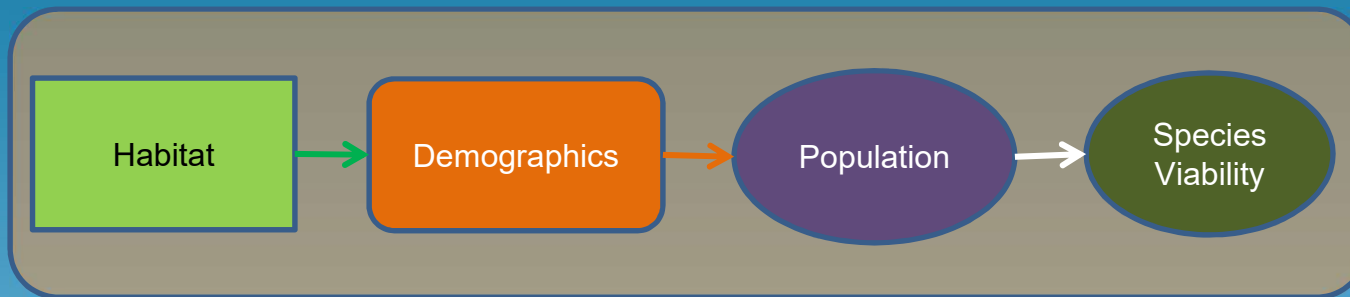 Habitat
Demographics
Population
Species
Viability